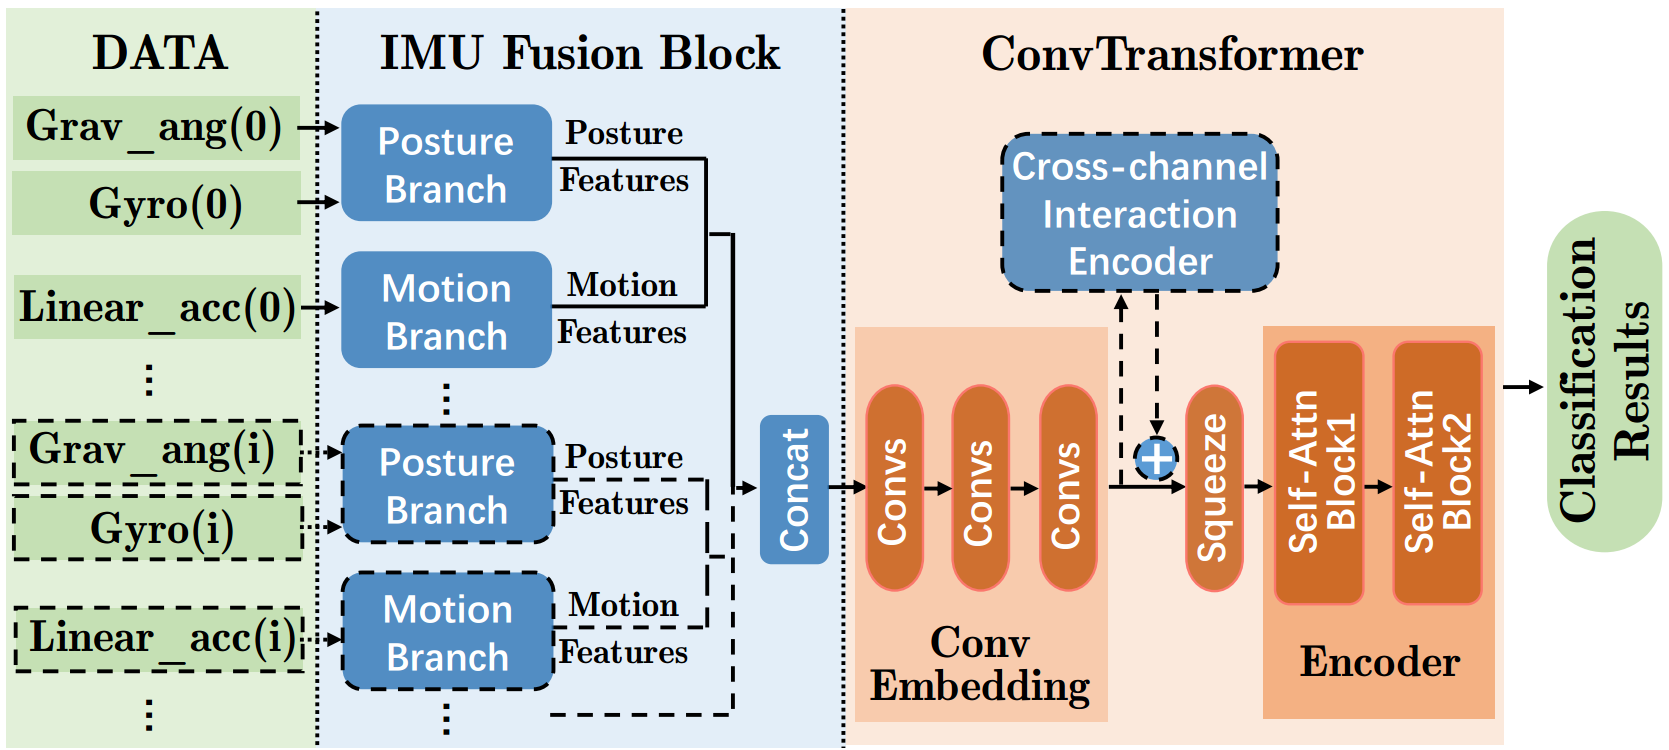 DATA
Grav_ang(0)
Gyro(0)
Linear_acc(0)
⋮
Grav_ang(i)
Gyro(i)
Linear_acc(i)
⋮
IMU Fusion Block
Posture
Branch
Posture
Features
Motion
Branch
Motion
Features
⋮
Posture
Branch
Posture
Features
Motion
Branch
Motion
Features
⋮
Concat
ConvTransformer
Cross-channel
Interaction
Encoder
Convs
Convs
Convs
Conv
Embedding
+
Squeeze
Self-Attn
Block1
Self-Attn
Block2
Encoder
Classification
Results